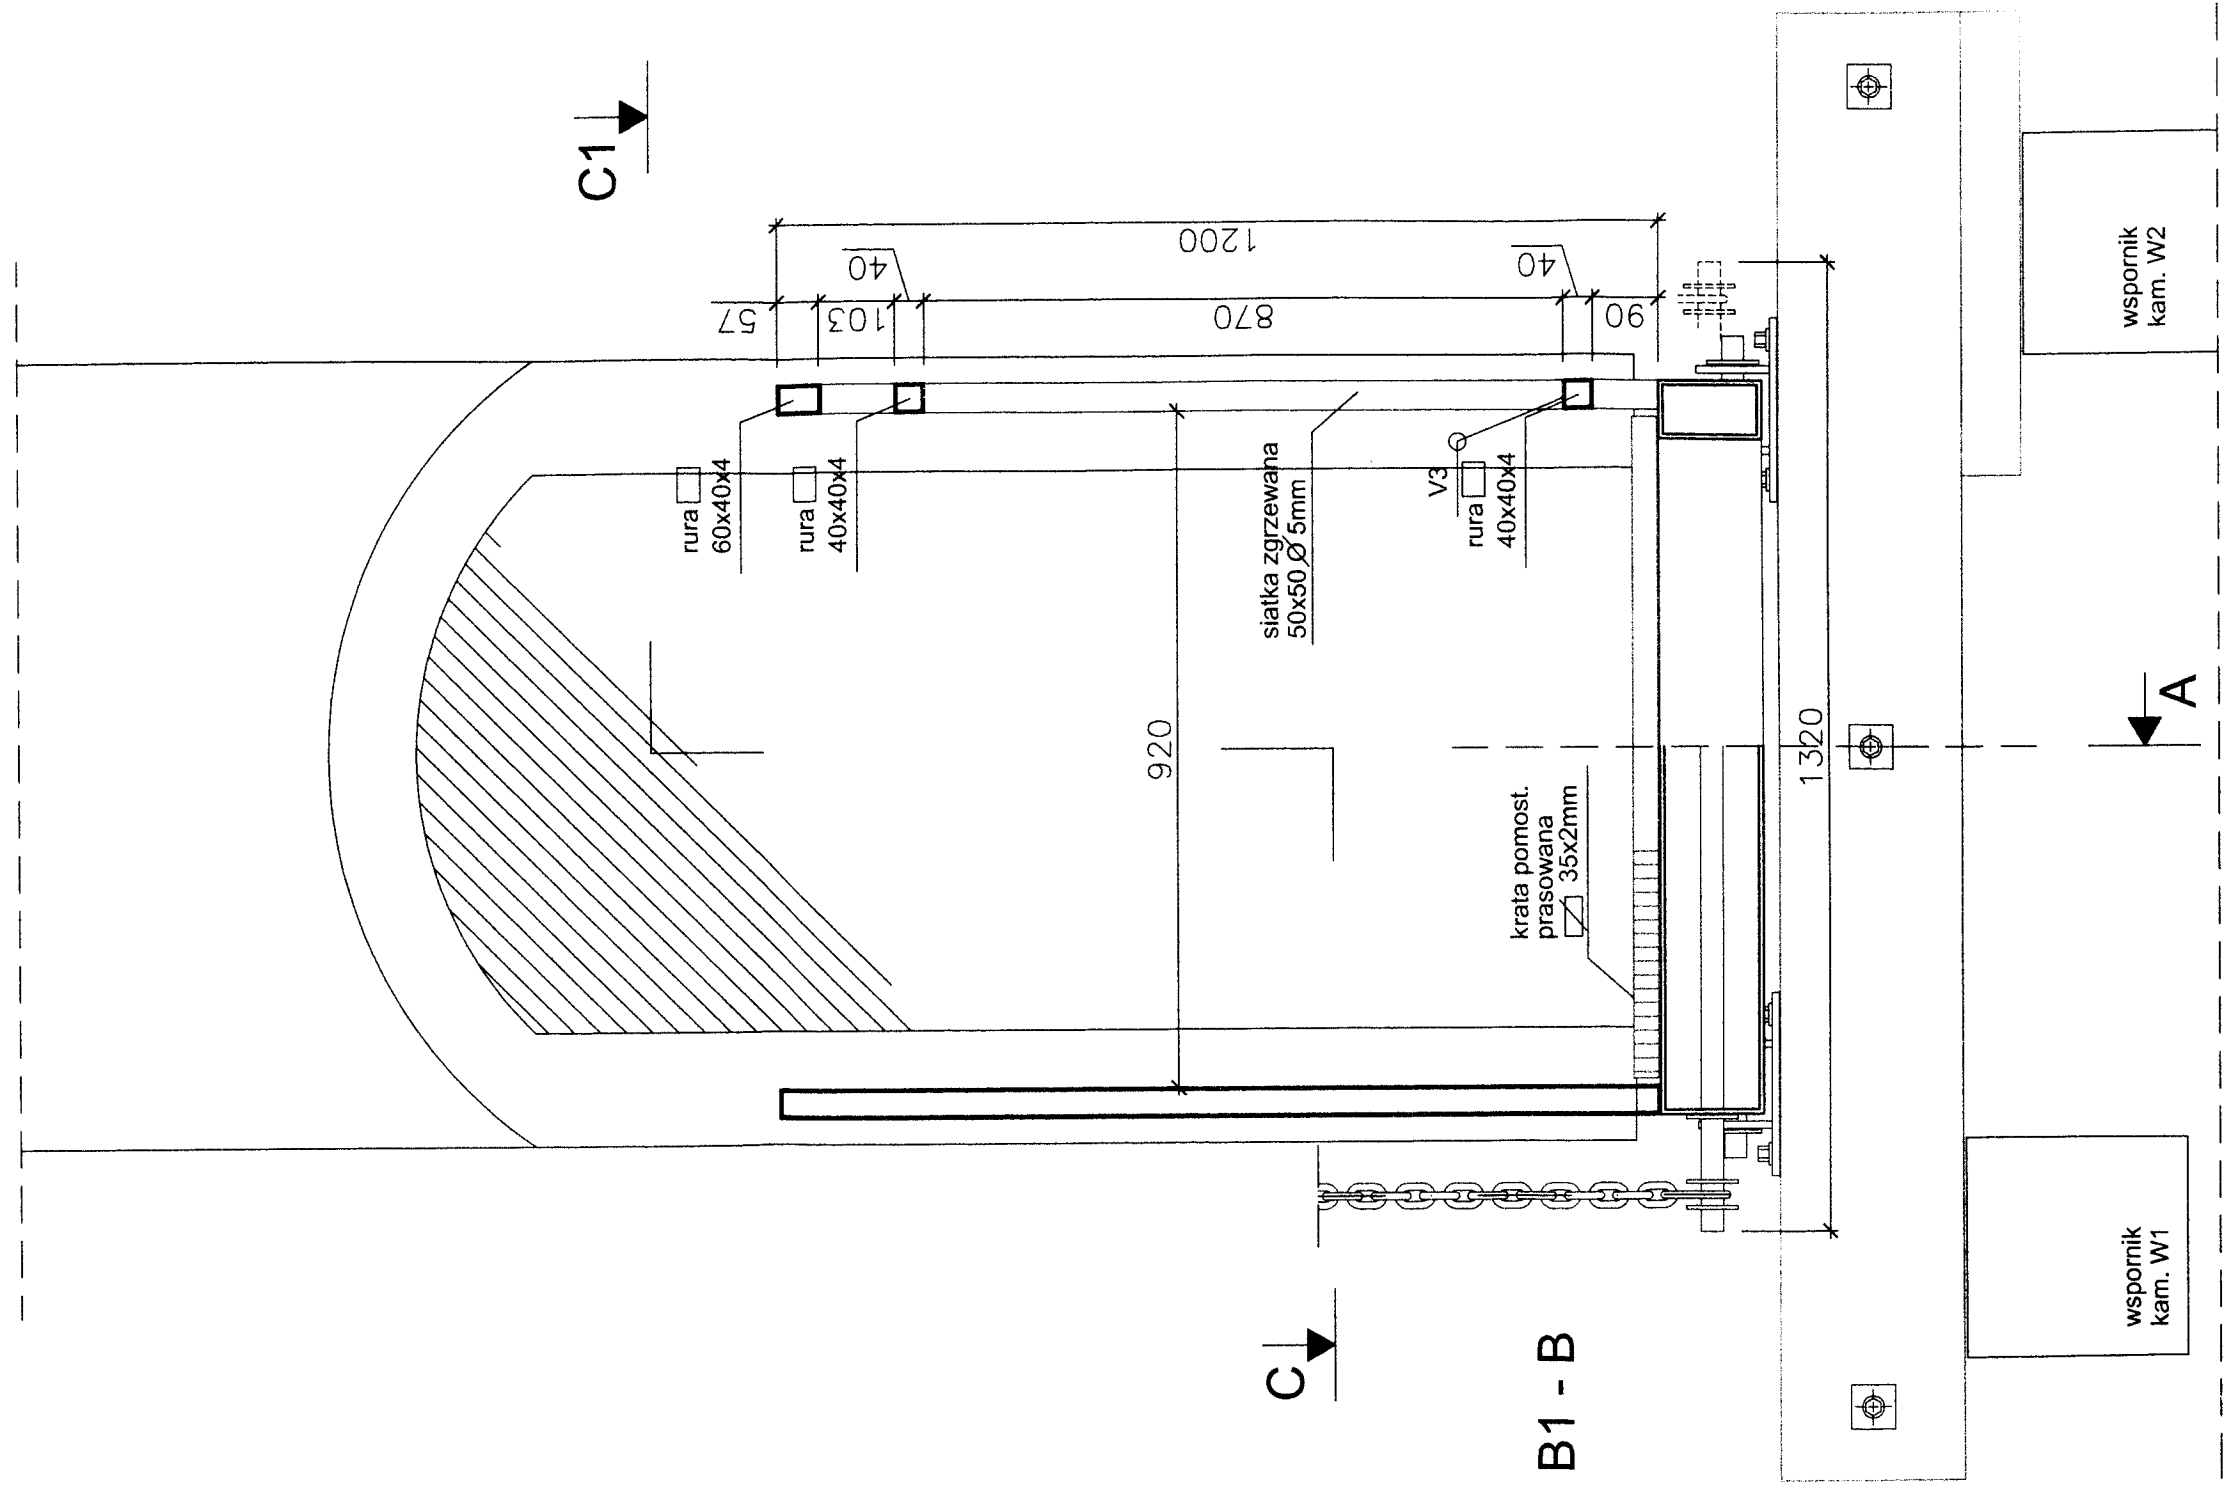 C1
1200
40
40
57
103
870
90
rura
60x40x4
rura
40x40x4
siatka zgrzewana
50x50 Ø 5mm
V3
rura
40x40x4
920
krata pomost.
prasowana
35x2mm
1320
A
C
B1 - B
wspornik
kam. W2
wspornik
kam. W1